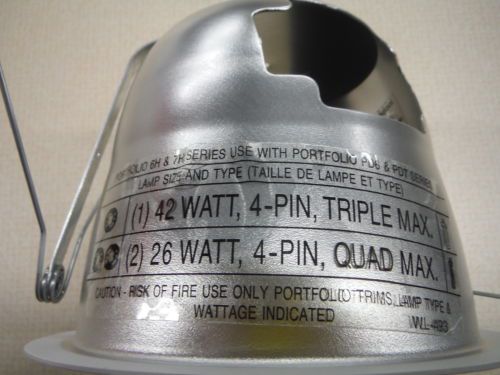 PORTFOLIO 6H & 7H SERIES USE WITH PORTFOLIO PD6 & PDT SERIES
LAMP SIZE AND TYPE (TAILLE DE LAMPE ET TYPE)
(1) 42 WATT, 4-PIN, TRIPLE MAX.
(2) 26 WATT, 4-PIN, QUAD MAX.
CAUTION - RISK OF FIRE USE ONLY PORTFOLIO TRIMS, LAMP TYPE &
WATTAGE INDICATED